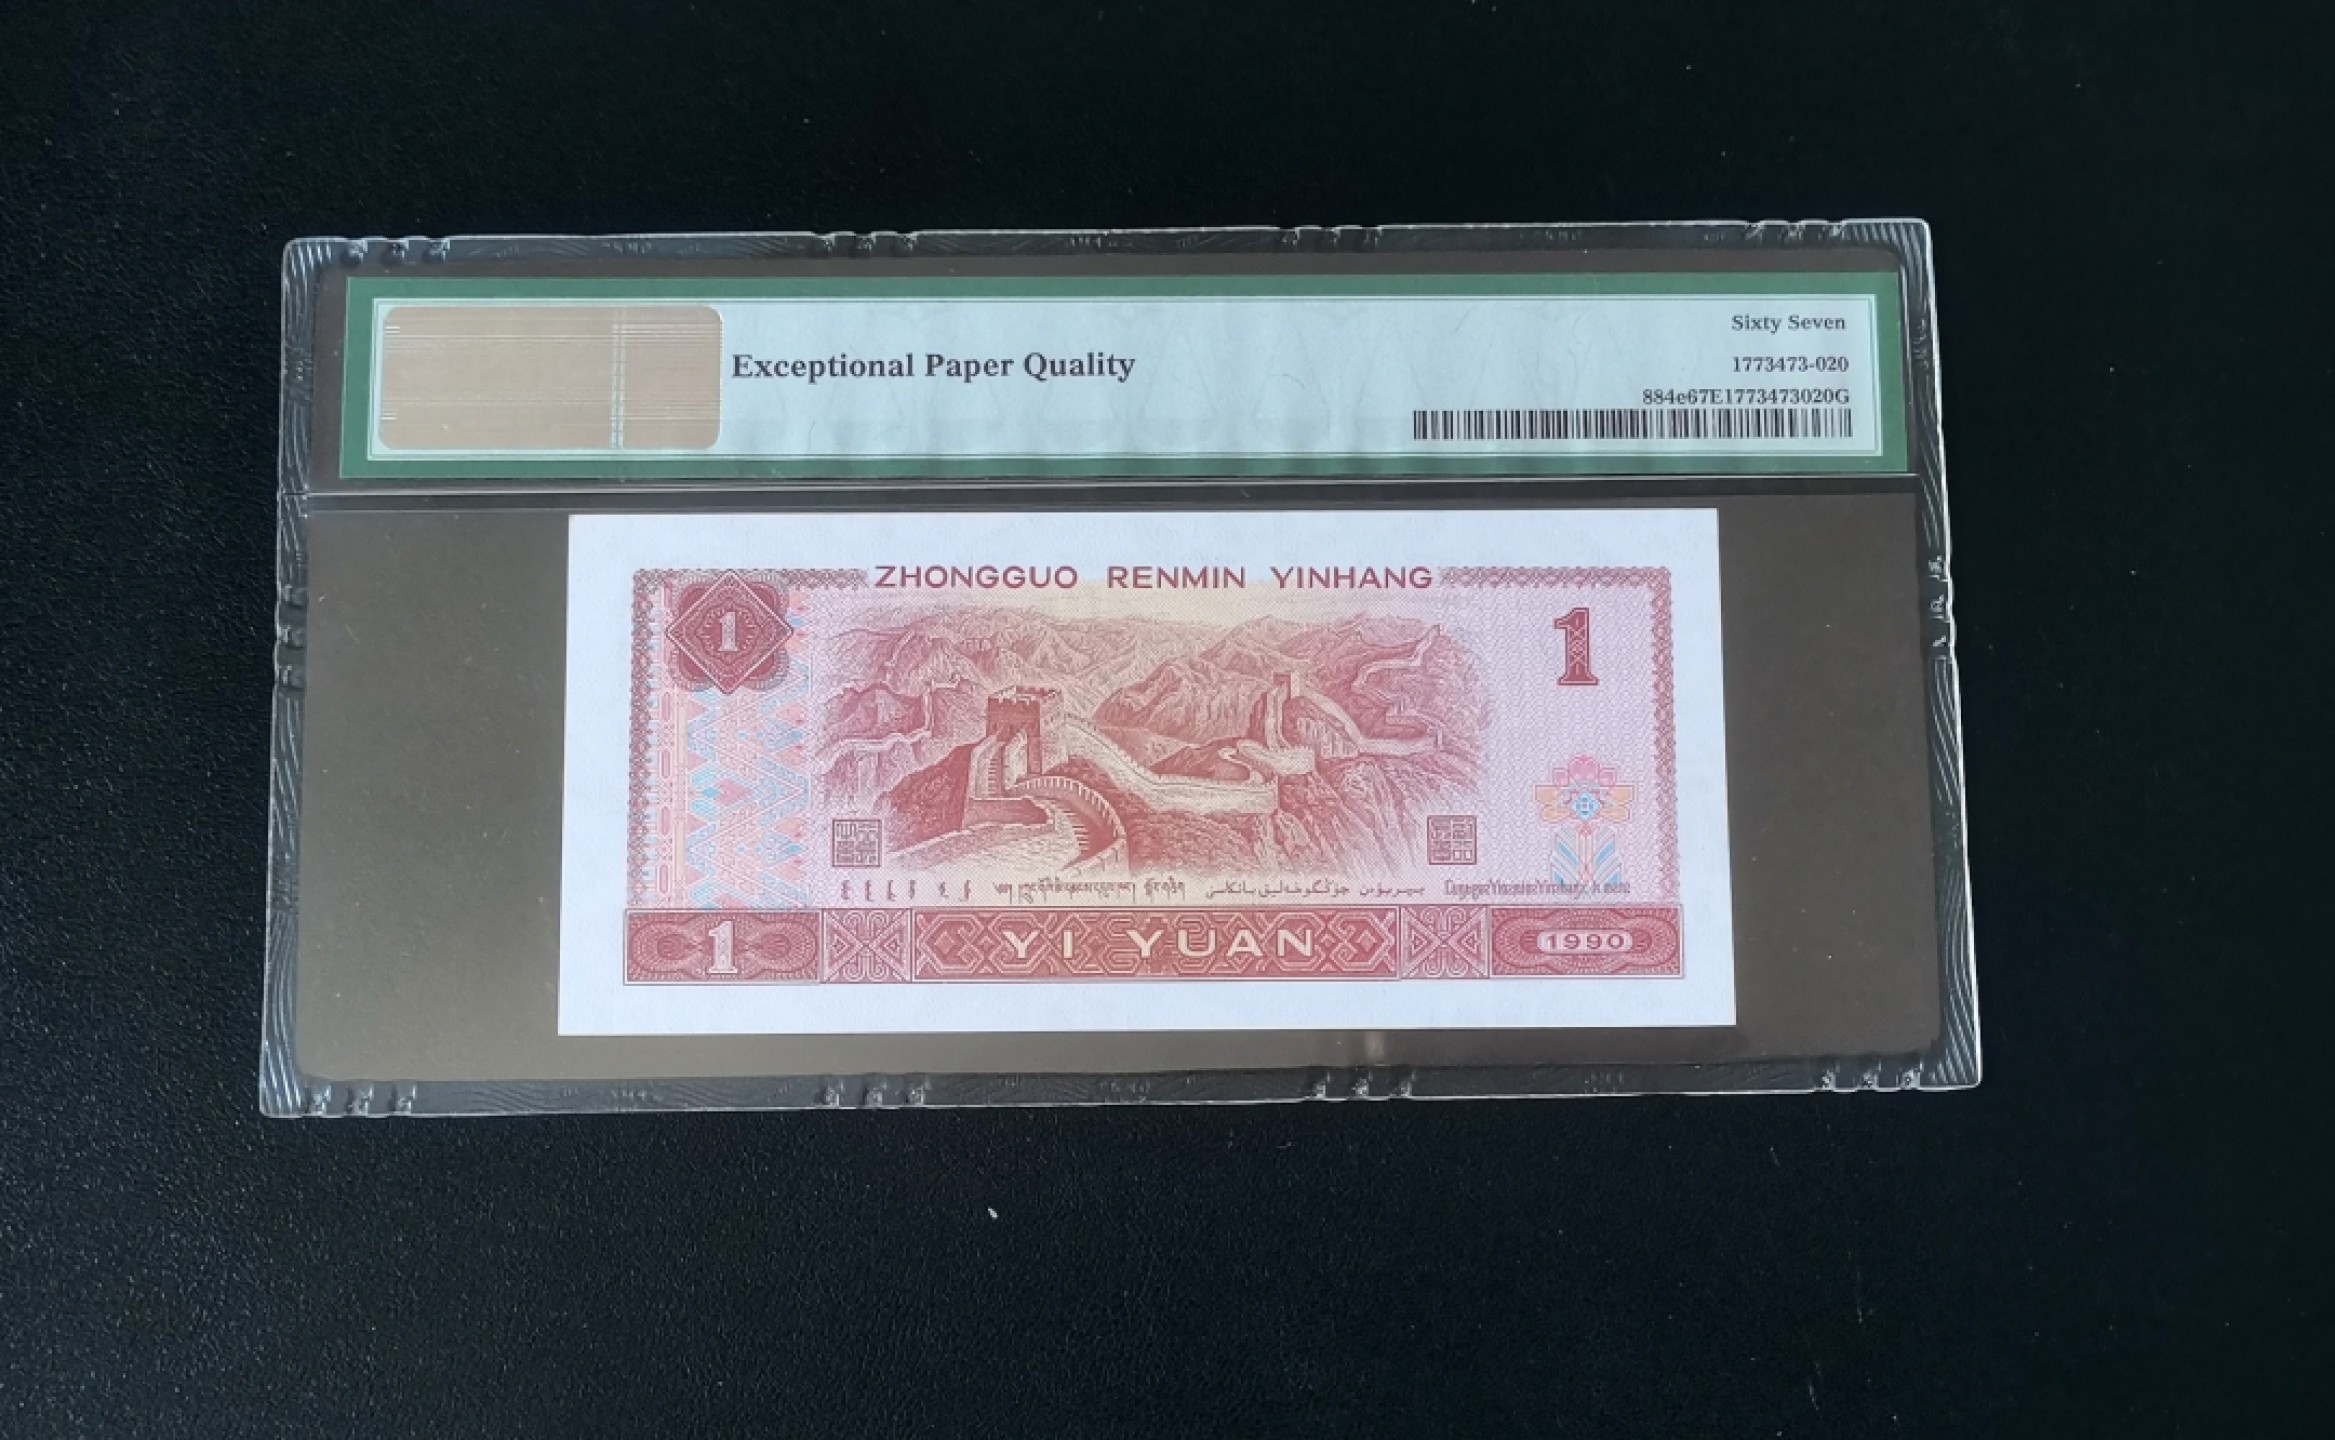 Sixty Seven
Exceptional Paper Quality
1773473-020
884e67E1773473020G
ZHONGGUO RENMIN YINHANG
1
1
1 YI YUAN 1990